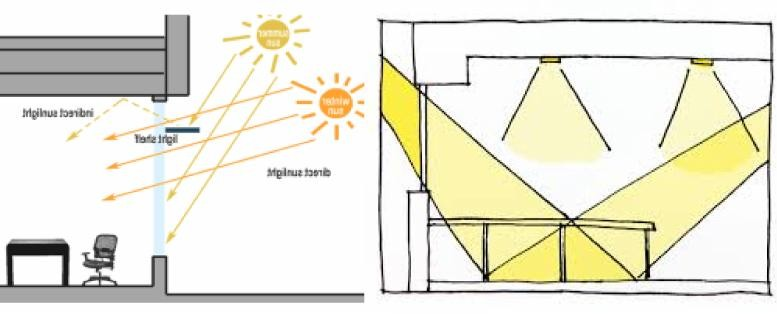 summer
sun
winter
sun
indirect sunlight
light shelf
direct sunlight